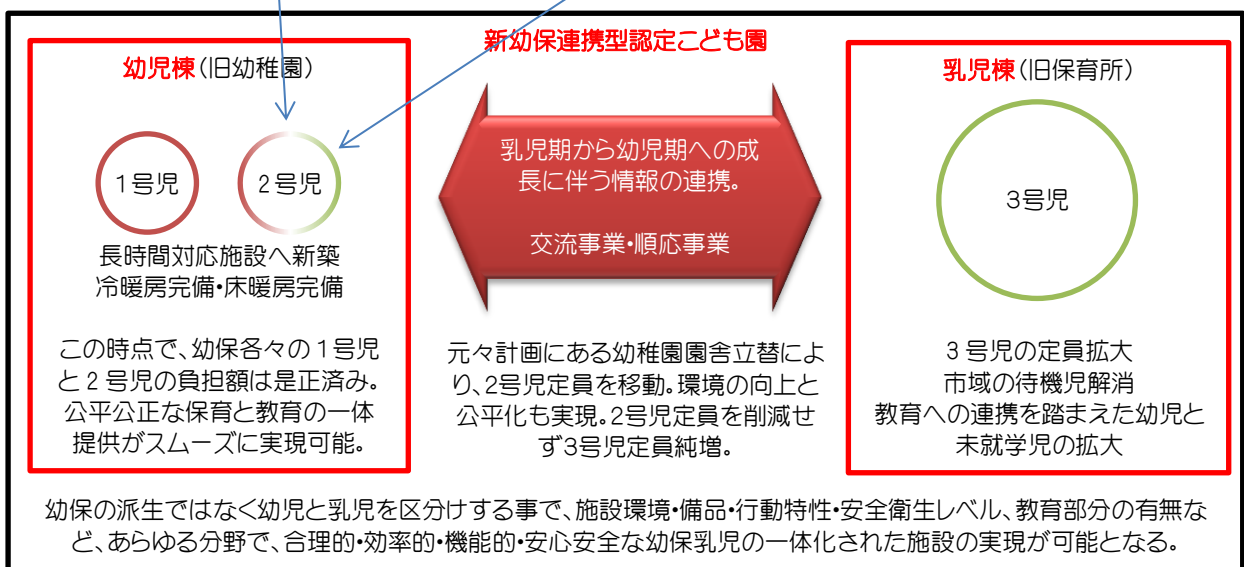 新幼保連携型認定こども園
幼児棟(旧幼稚園)
1号児
2号児
長時間対応施設へ新築
冷暖房完備・床暖房完備
この時点で、幼保各々の1号児
と2号児の負担額は是正済み。
公平公正な保育と教育の一体
提供がスムーズに実現可能。
乳児期から幼児期への成
長に伴う情報の連携。
交流事業・順応事業
元々計画にある幼稚園園舎立替によ
り、2号児定員を移動。環境の向上と
公平化も実現。2号児定員を削減せ
ず3号児定員純増。
乳児棟(旧保育所)
3号児
3号児の定員拡大
市域の待機児解消
教育への連携を踏まえた幼児と
未就学児の拡大
幼保の派生ではなく幼児と乳児を区分けする事で、施設環境・備品・行動特性・安全衛生レベル、教育部分の有無な
ど、あらゆる分野で、合理的・効率的・機能的・安心安全な幼保乳児の一体化された施設の実現が可能となる。